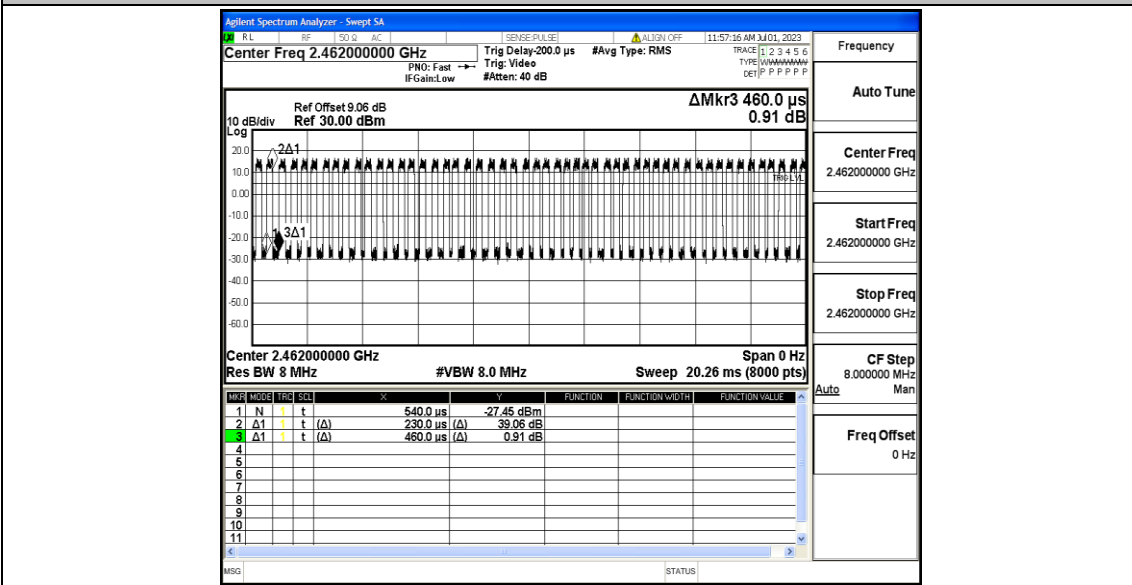 Agilent Spectrum Analyzer - Swept SA
RL RF 50 Ω AC SENSE:PULSE ALIGN OFF 11:57:16 AM Jul 01, 2023
Center Freq 2.462000000 GHz
PNO: Fast
IFGain:Low
Trig Delay-200.0 µs
Trig: Video
#Atten: 40 dB
#Avg Type: RMS
TRACE 1 2 3 4 5 6
TYPE
DET P P P P P P
ΔMkr3 460.0 µs
0.91 dB
Ref Offset 9.06 dB
10 dB/div Ref 30.00 dBm
Log
20.0
10.0
0.00
-10.0
-20.0
-30.0
-40.0
-50.0
-60.0
2Δ1
1
3Δ1
TRIG LVL
Center 2.462000000 GHz Span 0 Hz
Res BW 8 MHz #VBW 8.0 MHz Sweep 20.26 ms (8000 pts)
MKR MODE TRC SCL X Y FUNCTION FUNCTION WIDTH FUNCTION VALUE
1 N 1 t 540.0 µs -27.45 dBm
2 Δ1 1 t (Δ) 230.0 µs (Δ) 39.06 dB
3 Δ1 1 t (Δ) 460.0 µs (Δ) 0.91 dB
4
5
6
7
8
9
10
11
MSG STATUS
Frequency
Auto Tune
Center Freq
2.462000000 GHz
Start Freq
2.462000000 GHz
Stop Freq
2.462000000 GHz
CF Step
8.000000 MHz
Auto Man
Freq Offset
0 Hz